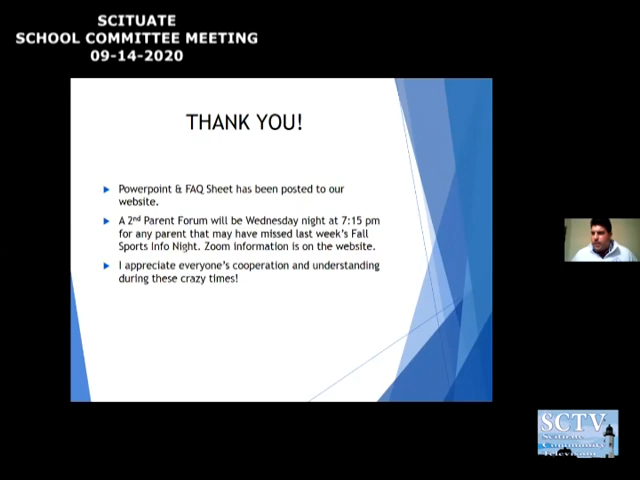 SCITUATE
SCHOOL COMMITTEE MEETING
09-14-2020
THANK YOU!
Powerpoint & FAQ Sheet has been posted to our
website.
A 2nd Parent Forum will be Wednesday night at 7:15 pm
for any parent that may have missed last week's Fall
Sports Info Night. Zoom information is on the website.
I appreciate everyone's cooperation and understanding
during these crazy times!
SCTV
Scituate
Community
Television